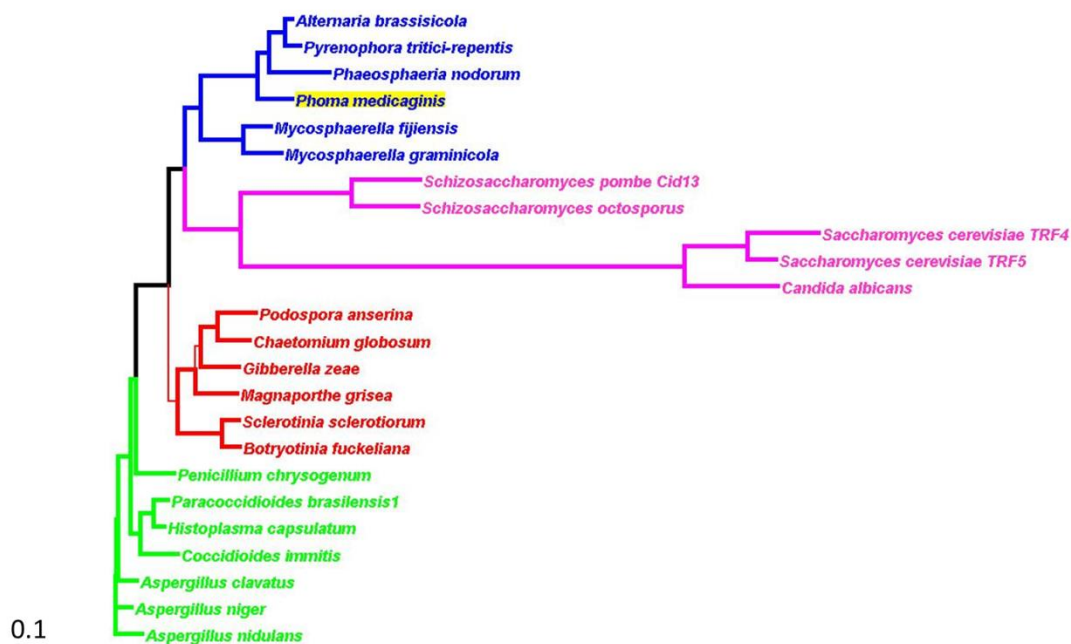 Alternaria brassisicola
Pyrenophora tritici-repentis
Phaeosphaeria nodorum
Phoma medicaginis
Mycosphaerella fijiensis
Mycosphaerella graminicola
Schizosaccharomyces pombe Cid13
Schizosaccharomyces octosporus
Saccharomyces cerevisiae TRF4
Saccharomyces cerevisiae TRF5
Candida albicans
Podospora anserina
Chaetomium globosum
Gibberella zeae
Magnaporthe grisea
Sclerotinia sclerotiorum
Botryotinia fuckeliana
Penicillium chrysogenum
Paracoccidioides brasilensis1
Histoplasma capsulatum
Coccidioides immitis
Aspergillus clavatus
Aspergillus niger
Aspergillus nidulans
0.1